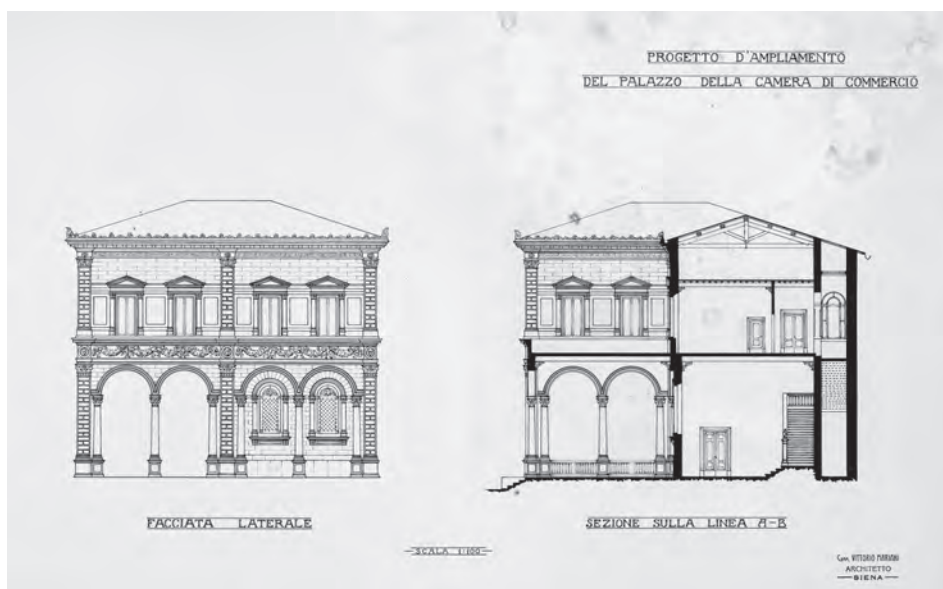 PROGETTO D'AMPLIAMENTO
DEL PALAZZO DELLA CAMERA DI COMMERCIO
FACCIATA LATERALE
SEZIONE SULLA LINEA A-B
SCALA 1:100
Comm. VITTORIO MARIANI
ARCHITETTO
SIENA